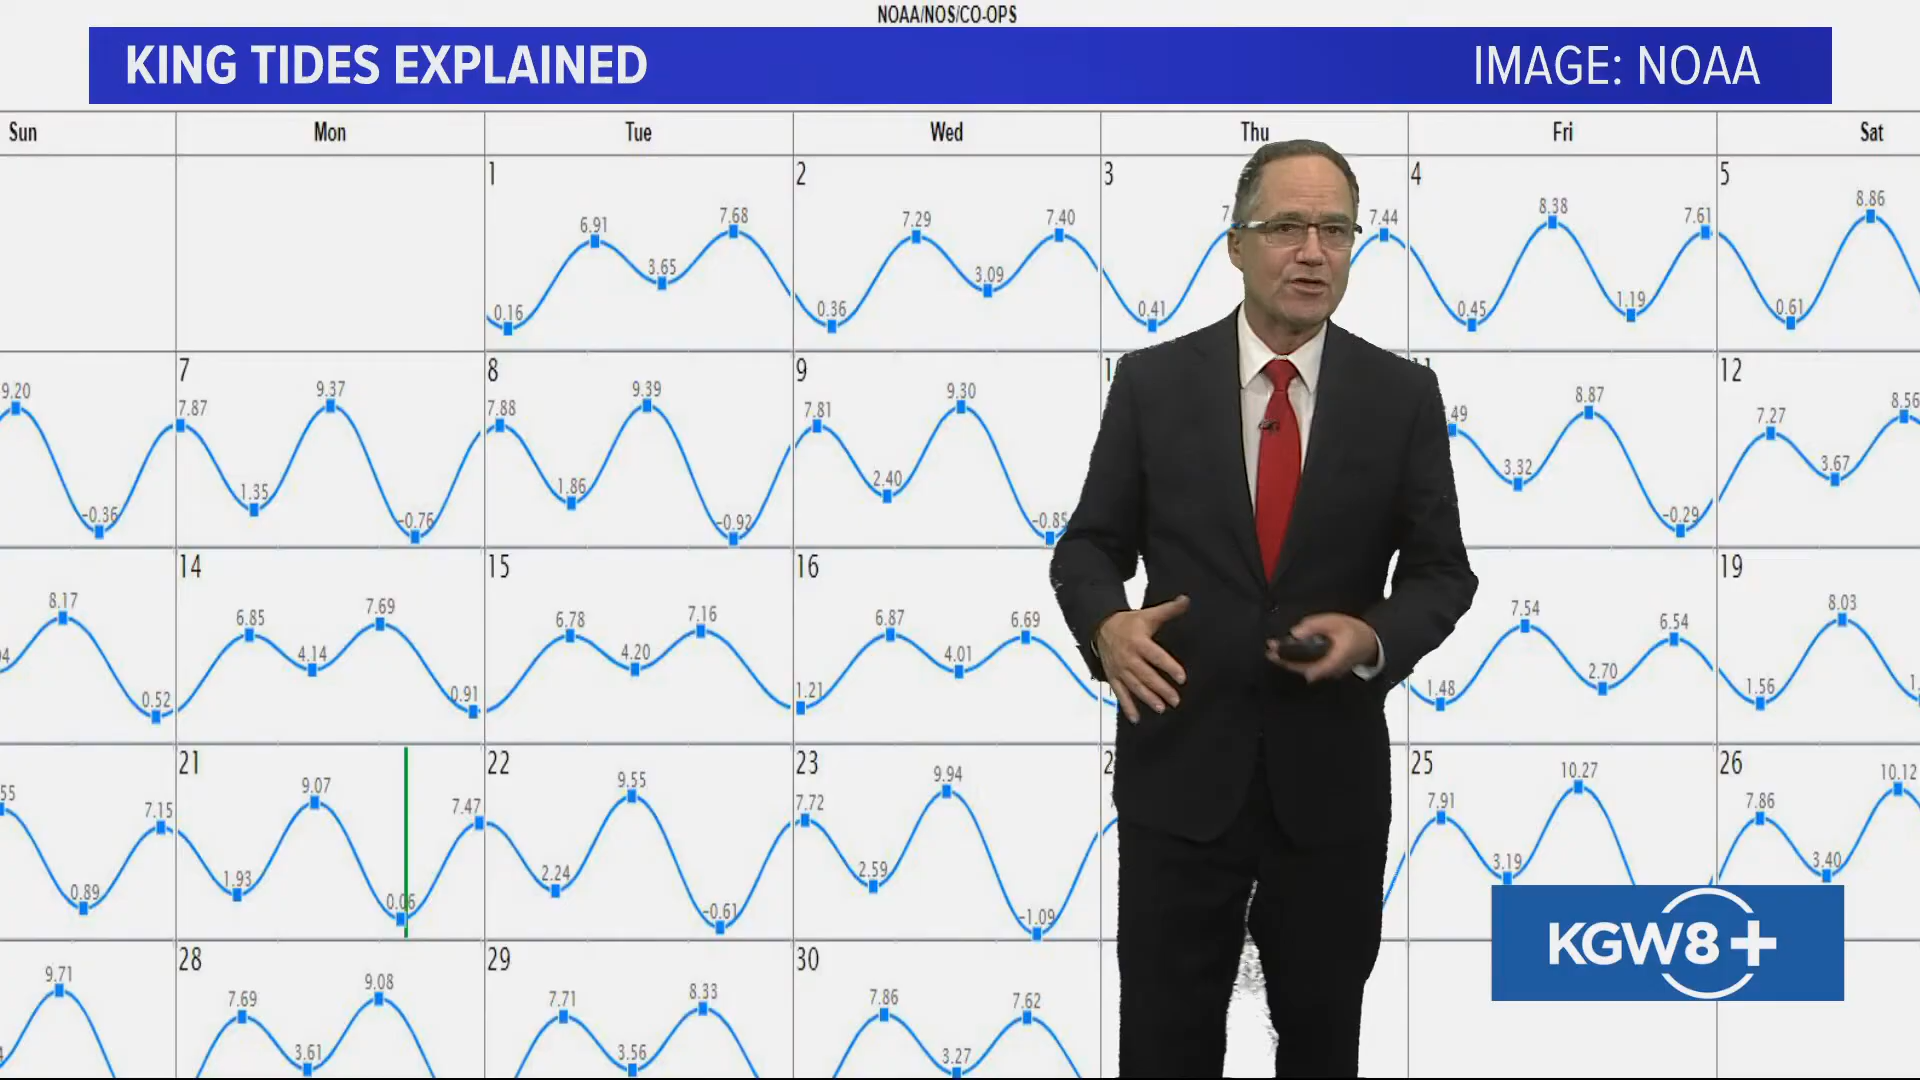 NOAA/NOS/CO-OPS
KING TIDES EXPLAINED IMAGE: NOAA
Sun Mon Tue Wed Thu Fri Sat
1 2 3 4 5
6.91 7.68 7.29 7.40 7.44 8.38 7.61 8.86
3.65 3.09 1.19
0.16 0.36 0.41 0.45 0.61
7 8 9 12
9.20 7.87 9.37 7.88 9.39 7.81 9.30 8.87 7.27 8.56
1.35 1.86 2.40 3.32 3.67
-0.36 -0.76 -0.92 -0.85 -0.29
14 15 16 19
8.17 6.85 7.69 6.78 7.16 6.87 6.69 7.54 6.54 8.03
4.14 4.20 4.01 2.70
0.52 0.91 1.21 1.48 1.56
21 22 23 25 26
7.15 9.07 7.47 9.55 7.72 9.94 7.91 10.27 7.86 10.12
0.89 1.93 2.24 2.59 3.19 3.40
0.06 -0.61 -1.09
KGW8+
28 29 30
9.71 7.69 9.08 7.71 8.33 7.86 7.62
3.61 3.56 3.27